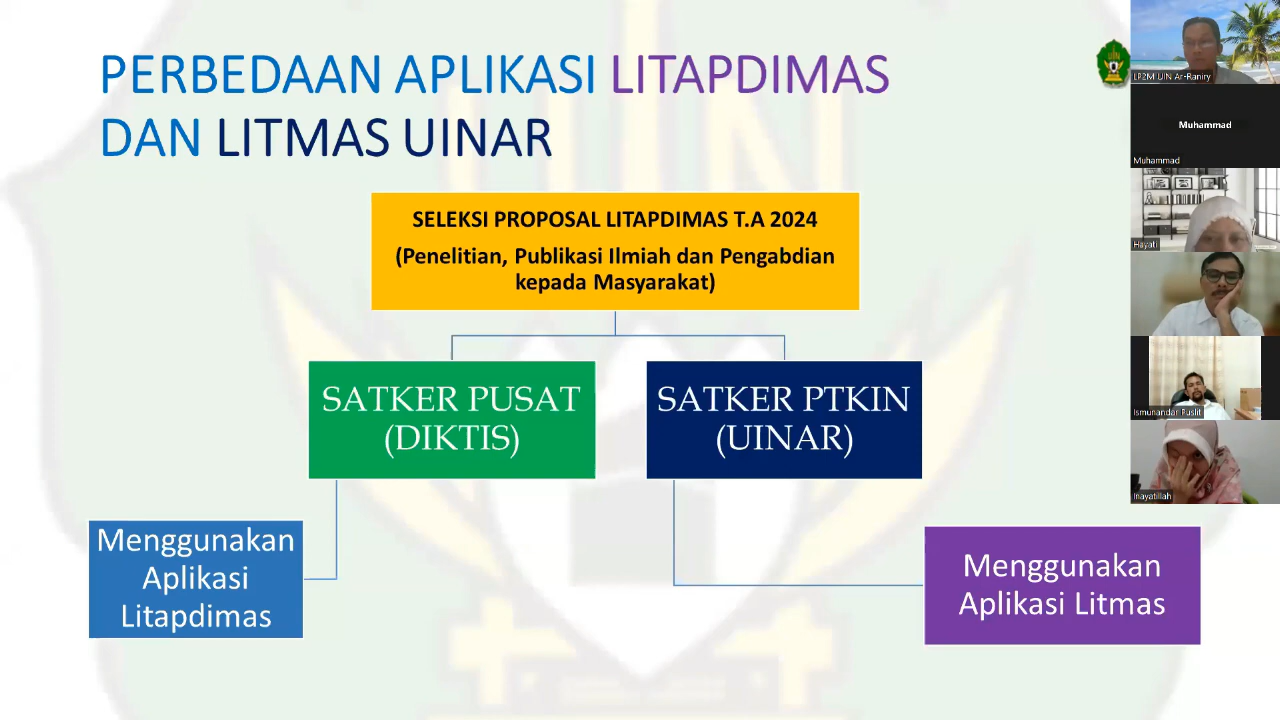 PERBEDAAN APLIKASI LITAPDIMAS
DAN LITMAS UINAR
SELEKSI PROPOSAL LITAPDIMAS T.A 2024
(Penelitian, Publikasi Ilmiah dan Pengabdian
kepada Masyarakat)
SATKER PUSAT
(DIKTIS)
SATKER PTKIN
(UINAR)
Menggunakan
Aplikasi
Litapdimas
Menggunakan
Aplikasi Litmas
LP2M UIN Ar-Raniry
Muhammad
Muhammad
Hayati
Ismunandar-Puslit
Inayatillah
UIN